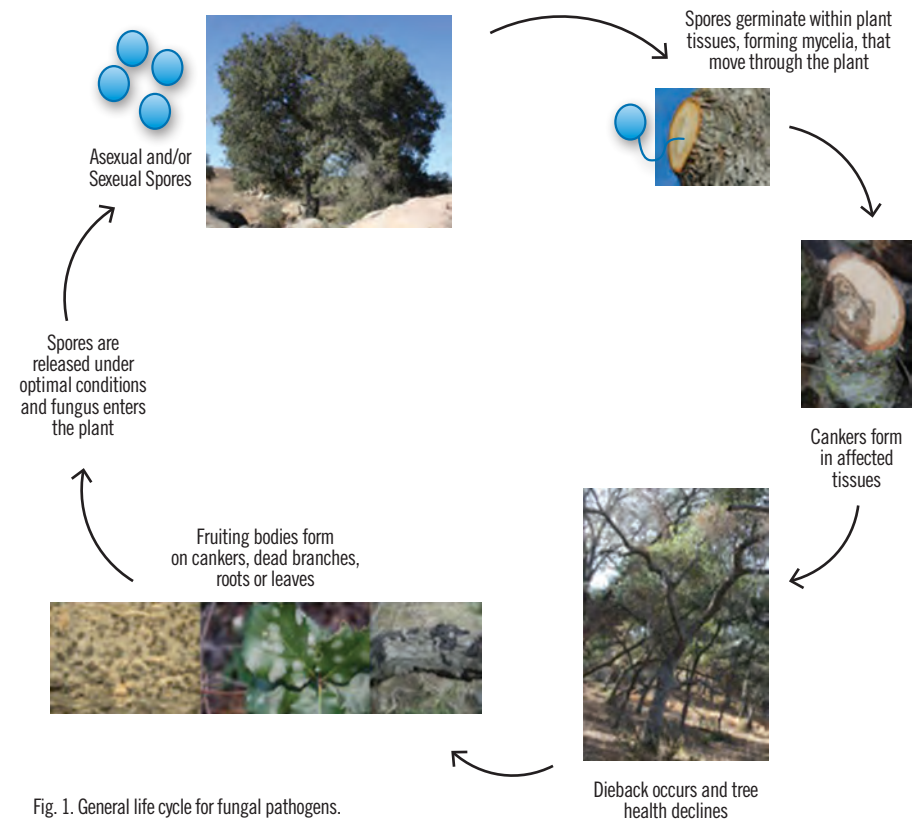 Asexual and/or
Sexeual Spores
Spores germinate within plant
tissues, forming mycelia, that
move through the plant
Cankers form
in affected
tissues
Dieback occurs and tree
health declines
Fruiting bodies form
on cankers, dead branches,
roots or leaves
Spores are
released under
optimal conditions
and fungus enters
the plant
Fig. 1. General life cycle for fungal pathogens.